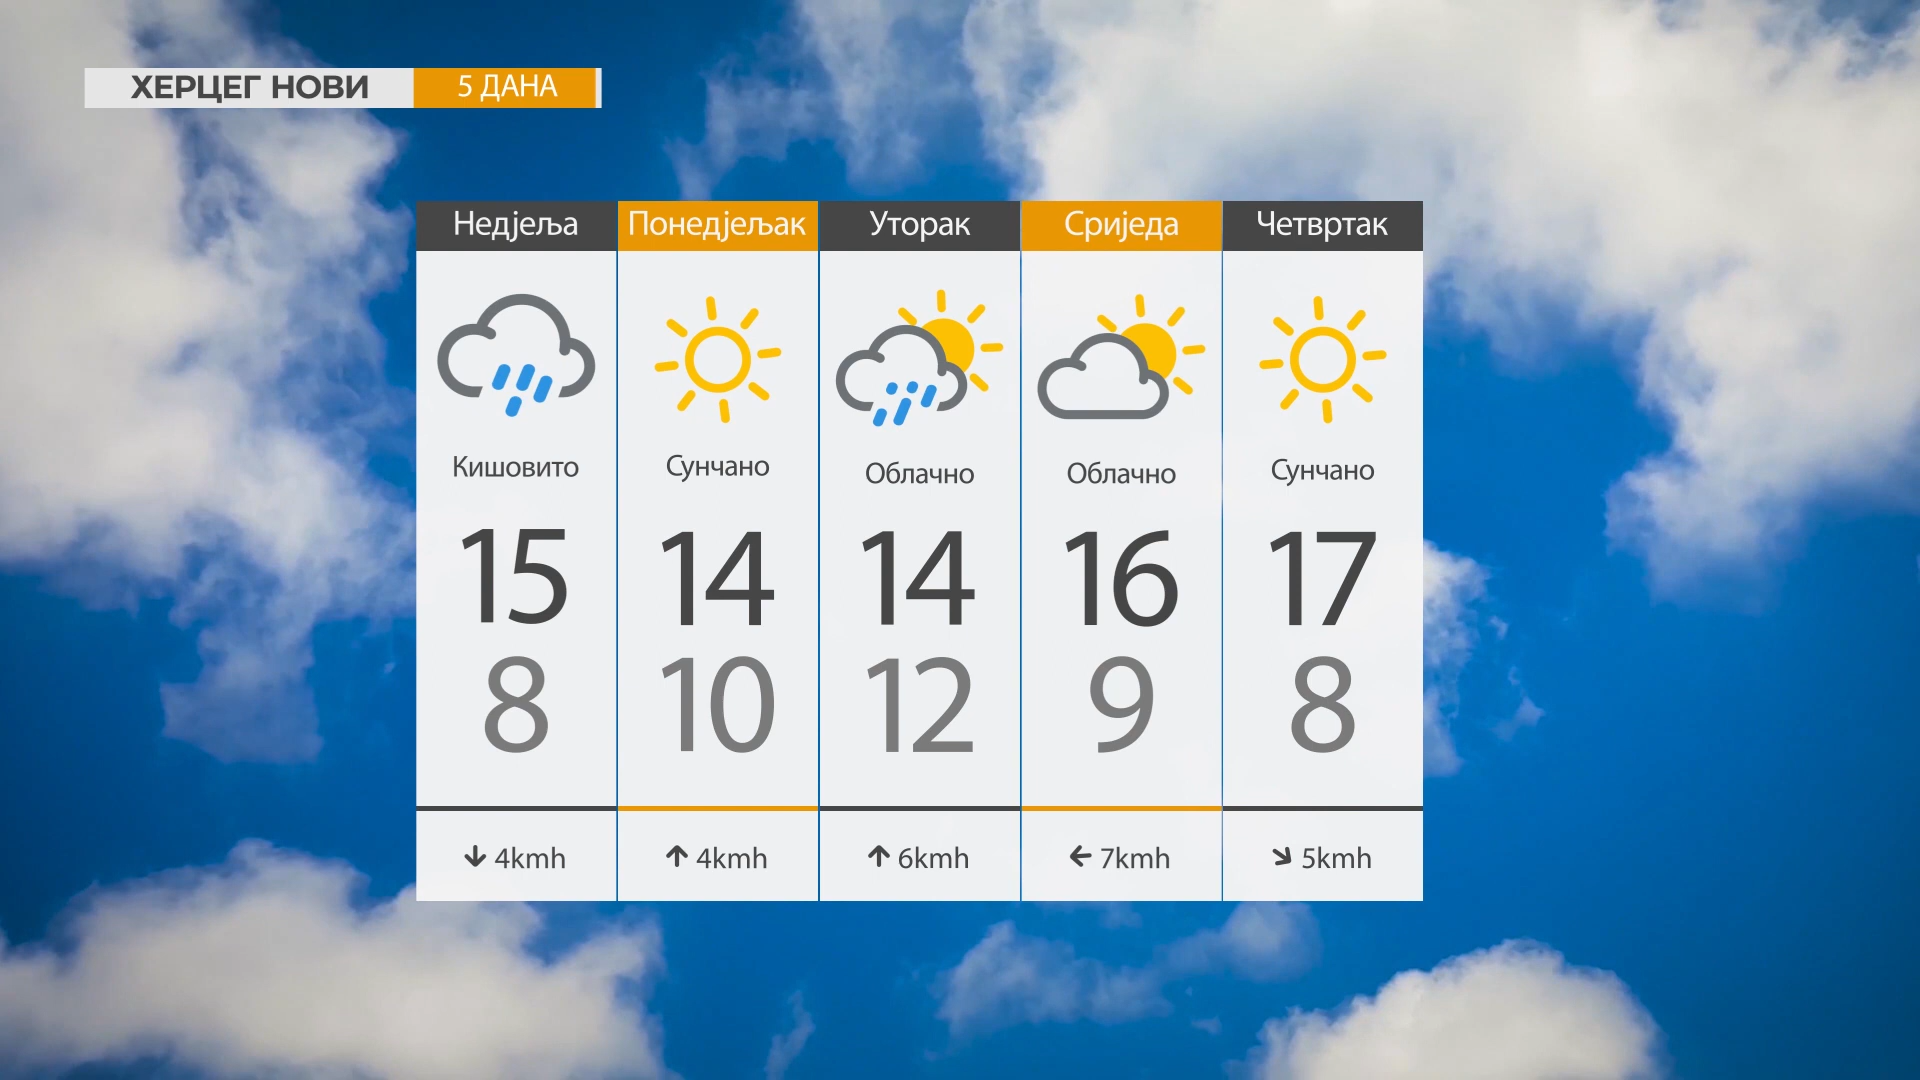 ХЕРЦЕГ НОВИ 5 ДАНА
Недјеља Понедјељак Уторак Сриједа Четвртак
Кишовито Сунчано Облачно Облачно Сунчано
15 14 14 16 17
8 10 12 9 8
4kmh 4kmh 6kmh 7kmh 5kmh